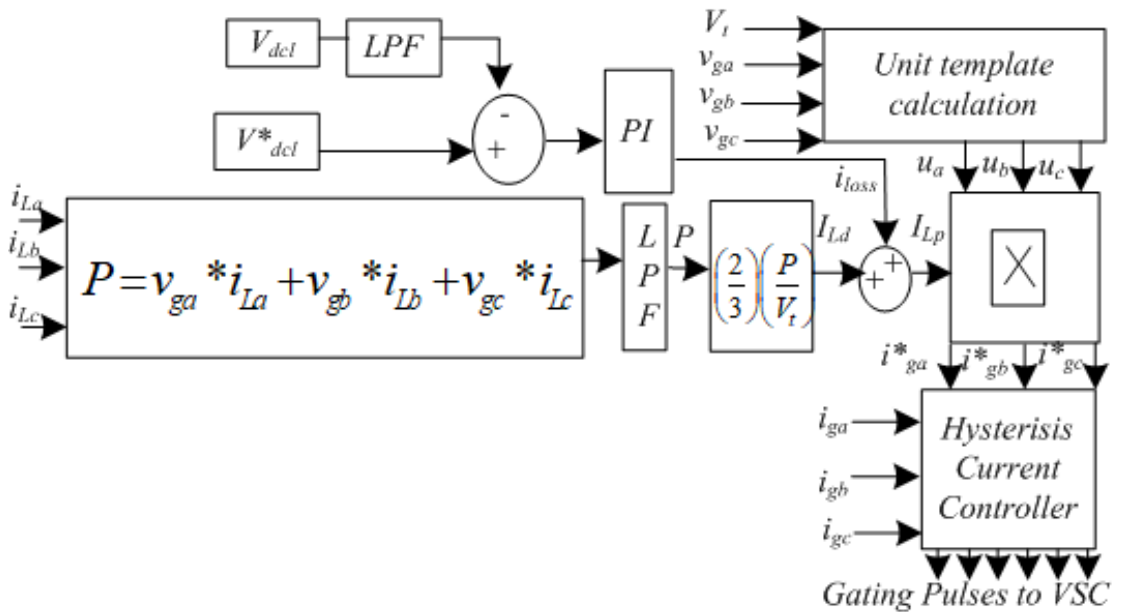 V_dcl
LPF
V*_dcl
-
+
PI
V_t
v_ga
v_gb
v_gc
Unit template
calculation
i_loss
u_a u_b u_c
i_La
i_Lb
i_Lc
P = v_ga * i_La + v_gb * i_Lb + v_gc * i_Lc
L
P
F
P
(2/3)(P/V_t)
I_Ld
+ +
I_Lp
X
i*_ga i*_gb i*_gc
i_ga
i_gb
i_gc
Hysterisis
Current
Controller
Gating Pulses to VSC